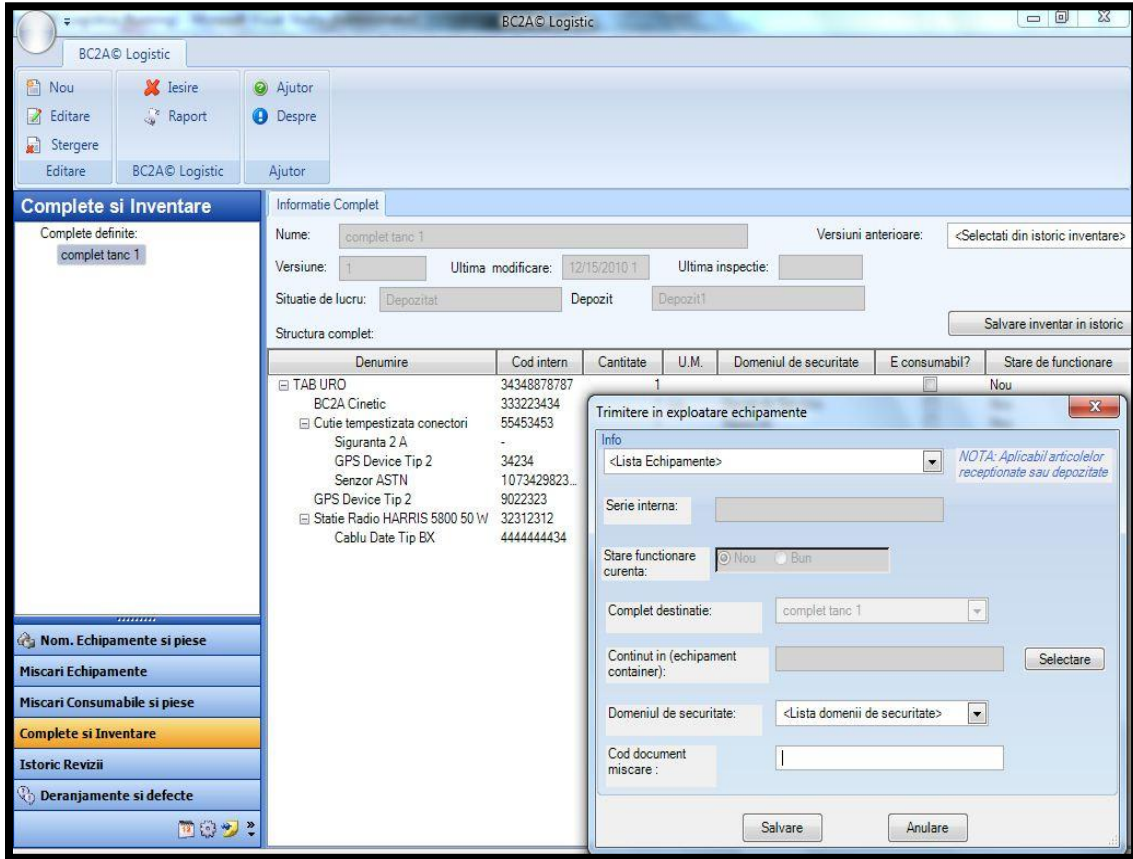 BC2A© Logistic
BC2A© Logistic
Nou
Iesire
Ajutor
Editare
Raport
Despre
Stergere
Editare
BC2A© Logistic
Ajutor
Complete si Inventare
Complete definite:
complet tanc 1
Informatie Complet
Nume: complet tanc 1 Versiuni anterioare: <Selectati din istoric inventare>
Versiune: 1 Ultima modificare: 12/15/2010 1 Ultima inspectie:
Situatie de lucru: Depozitat Depozit Depozit1
Structura complet: Salvare inventar in istoric
Denumire Cod intern Cantitate U.M. Domeniul de securitate E consumabil? Stare de functionare
TAB URO 34348878787 1 Nou
BC2A Cinetic 333223434
Cutie tempestizata conectori 55453453
Siguranta 2 A -
GPS Device Tip 2 34234
Senzor ASTN 1073429823...
GPS Device Tip 2 9022323
Statie Radio HARRIS 5800 50 W 32312312
Cablu Date Tip BX 4444444434
Trimitere in exploatare echipamente
Info
<Lista Echipamente>
NOTA: Aplicabil articolelor
receptionate sau depozitate
Serie interna:
Stare functionare
curenta:
Nou Bun
Complet destinatie: complet tanc 1
Continut in (echipament
container):
Selectare
Domeniul de securitate: <Lista domenii de securitate>
Cod document
miscare :
Salvare Anulare
Nom. Echipamente si piese
Miscari Echipamente
Miscari Consumabile si piese
Complete si Inventare
Istoric Revizii
Deranjamente si defecte